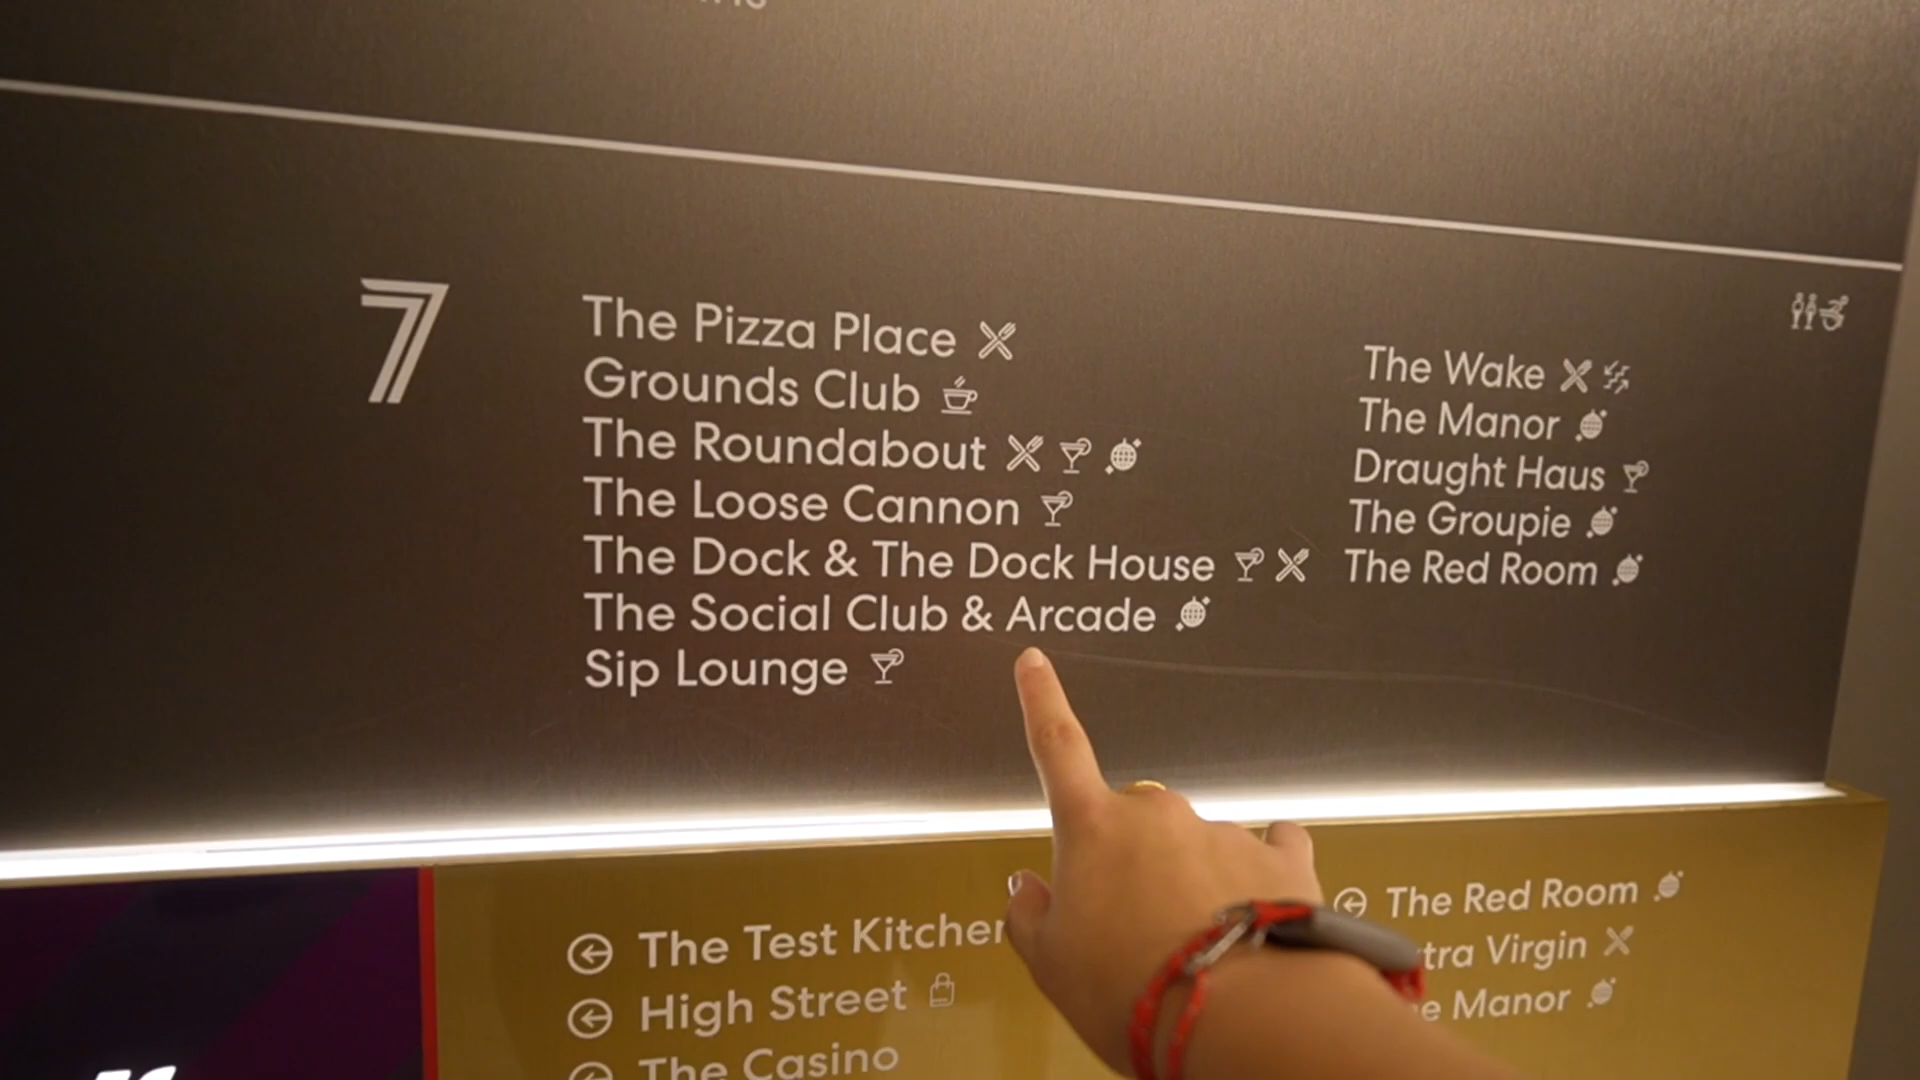 7
The Pizza Place
Grounds Club
The Roundabout
The Loose Cannon
The Dock & The Dock House
The Social Club & Arcade
Sip Lounge
The Wake
The Manor
Draught Haus
The Groupie
The Red Room
The Test Kitchen
High Street
The Casino
The Red Room
Virgin
Manor